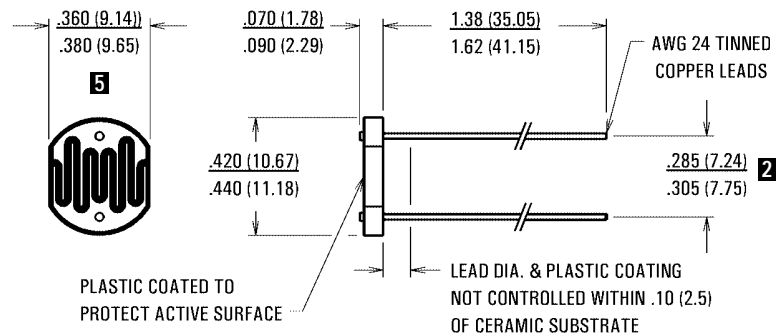 .360 (9.14))
.380 (9.65)
5
.070 (1.78)
.090 (2.29)
1.38 (35.05)
1.62 (41.15)
AWG 24 TINNED
COPPER LEADS
.420 (10.67)
.440 (11.18)
.285 (7.24)
.305 (7.75)
2
PLASTIC COATED TO
PROTECT ACTIVE SURFACE
LEAD DIA. & PLASTIC COATING
NOT CONTROLLED WITHIN .10 (2.5)
OF CERAMIC SUBSTRATE